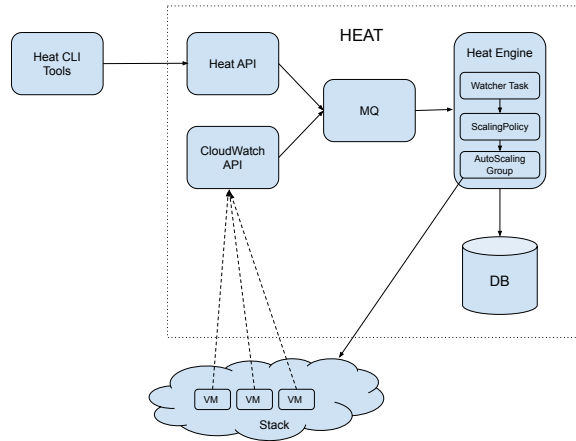 HEAT
Heat CLI
Tools
Heat API
CloudWatch
API
MQ
Heat Engine
Watcher Task
ScalingPolicy
AutoScaling
Group
DB
VM
VM
VM
Stack